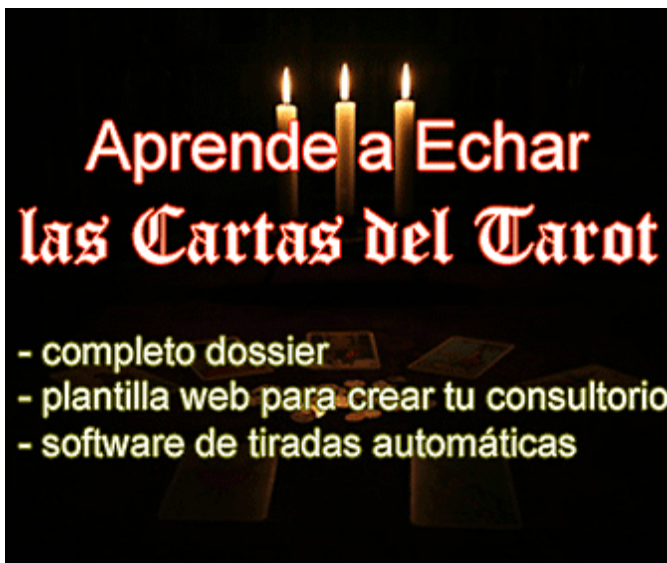 Aprende a Echar
las Cartas del Tarot
- completo dossier
- plantilla web para crear tu consultorio
- software de tiradas automáticas